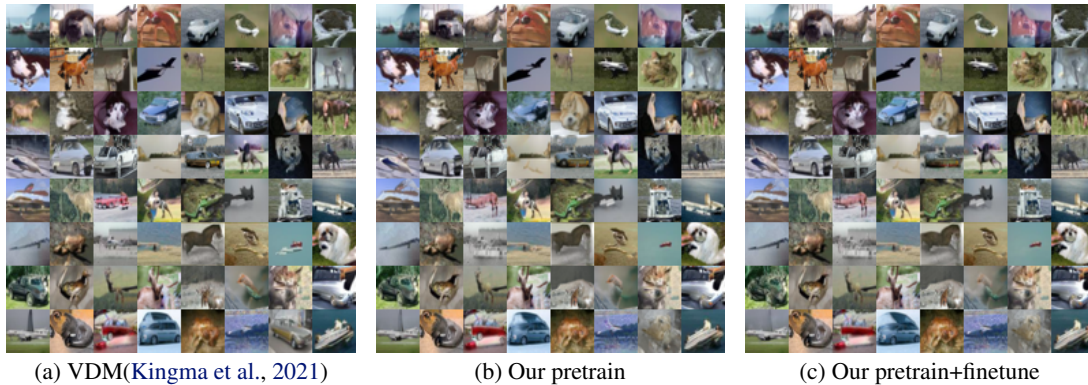 (a) VDM(Kingma et al., 2021)
(b) Our pretrain
(c) Our pretrain+finetune